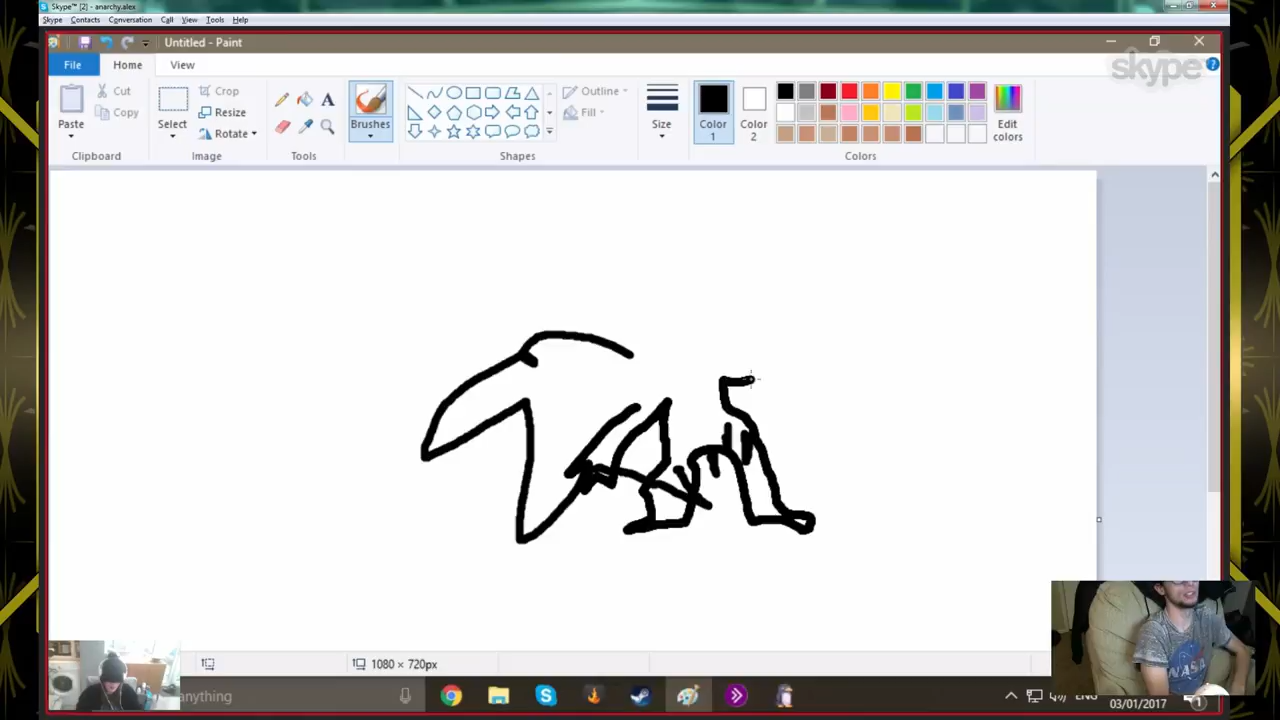 Skype™ [2] - anarchy.alex
Skype Contacts Conversation Call View Tools Help
Untitled - Paint
skype
File Home View
Paste
Cut
Copy
Clipboard
Select
Crop
Resize
Rotate
Image
A
Tools
Brushes
Shapes
Outline
Fill
Size
Color 1
Color 2
Edit colors
Colors
1080 × 720px
anything
ENG
03/01/2017
1
NASA